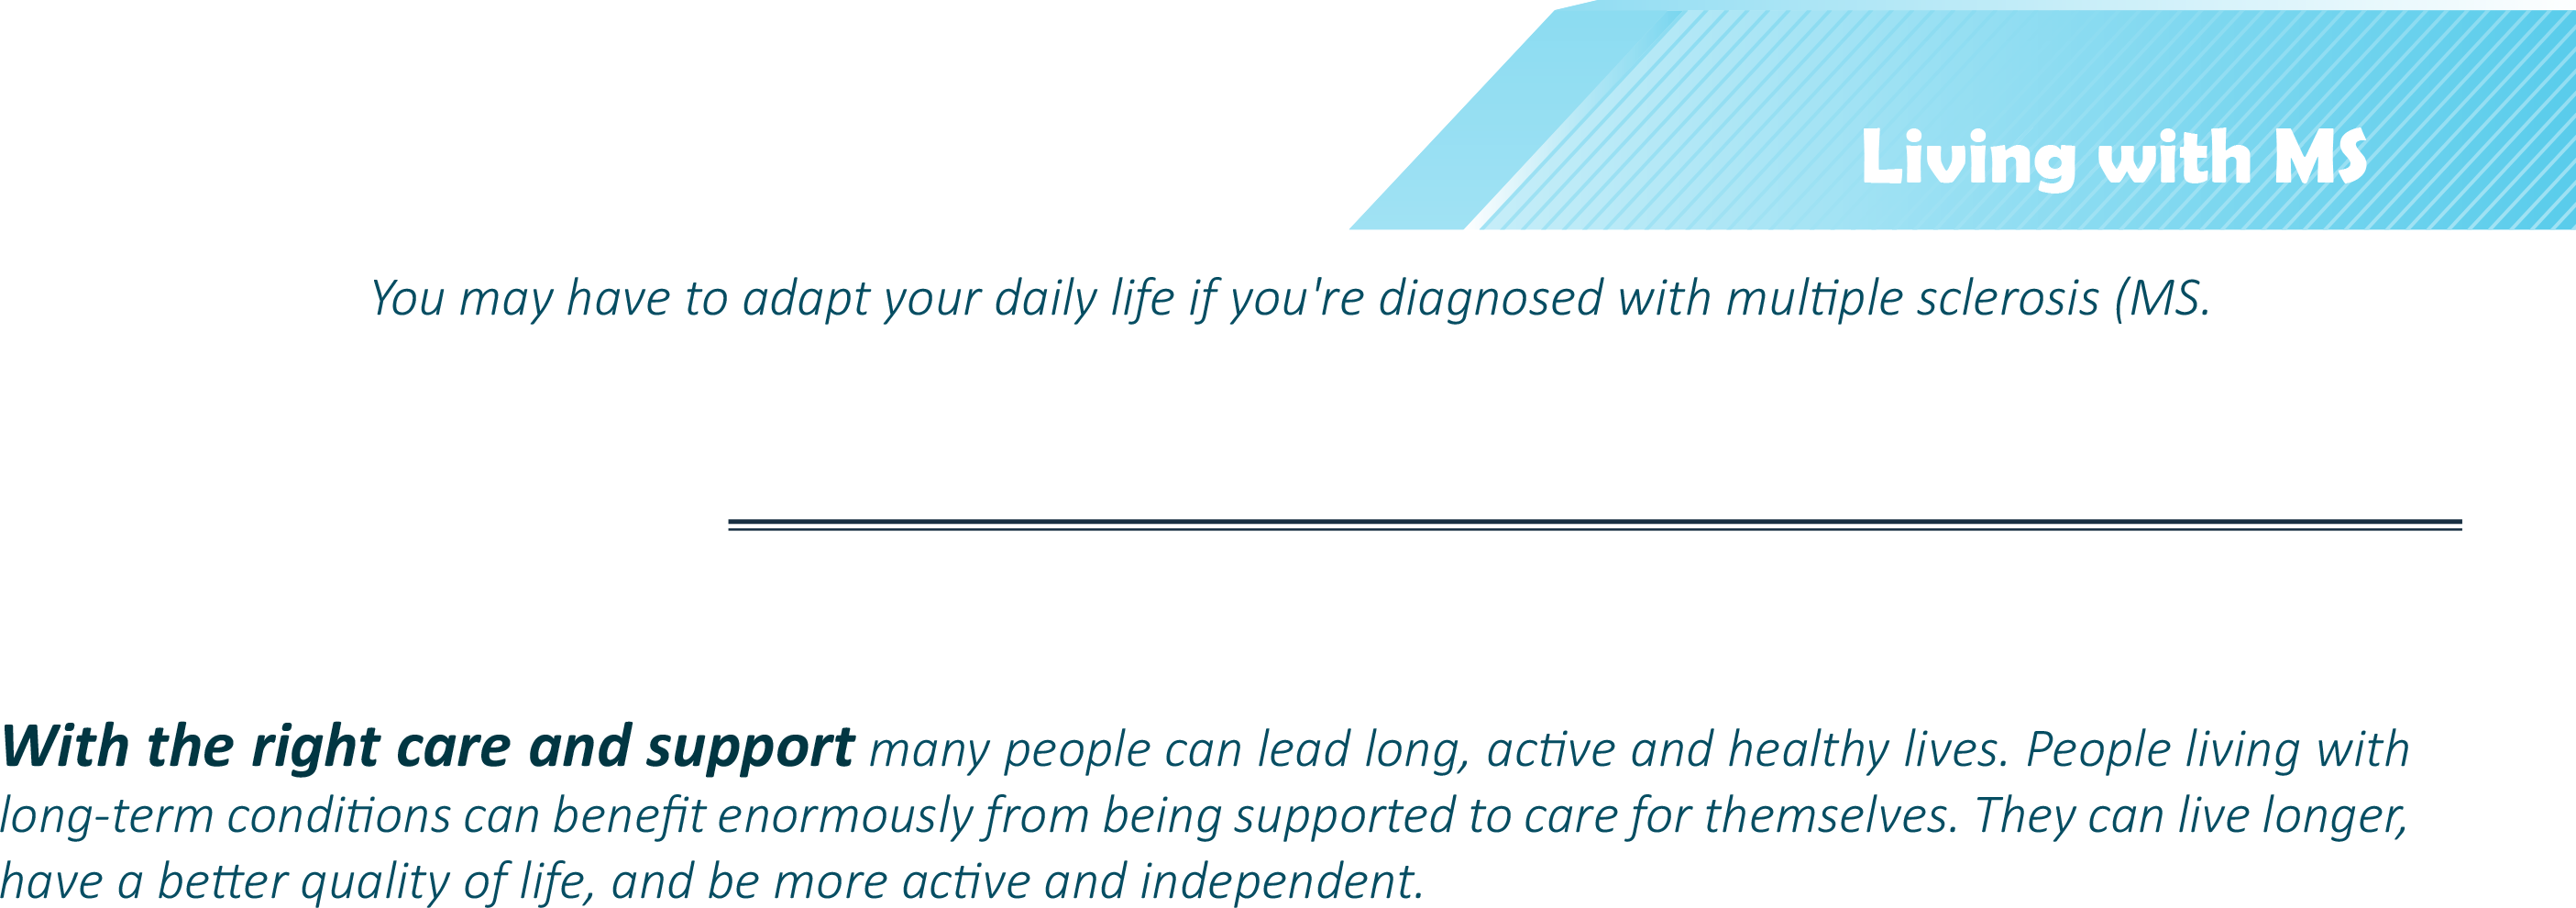 Living with MS
You may have to adapt your daily life if you're diagnosed with multiple sclerosis (MS.
With the right care and support many people can lead long, active and healthy lives. People living with
long-term conditions can benefit enormously from being supported to care for themselves. They can live longer,
have a better quality of life, and be more active and independent.